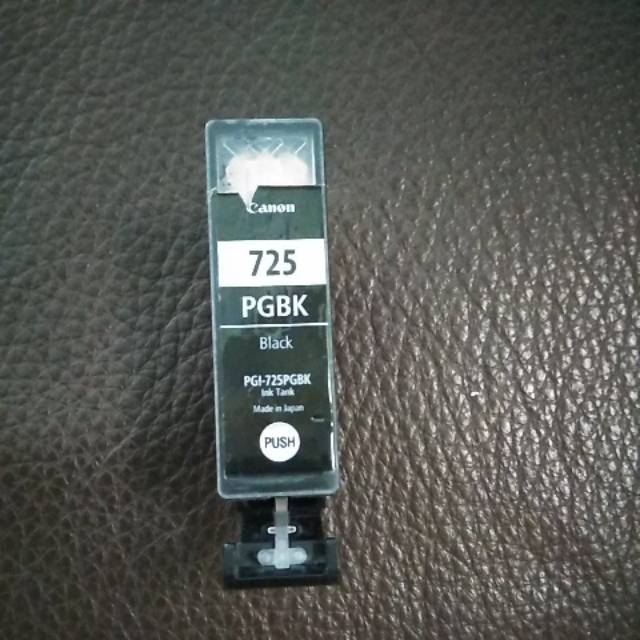 Canon
725
PGBK
Black
PGI-725PGBK
Ink Tank
Made in Japan
PUSH